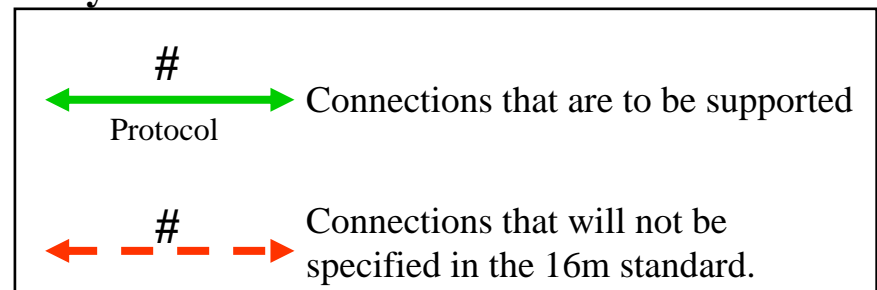 #
Connections that are to be supported
Protocol
#
Connections that will not be
specified in the 16m standard.